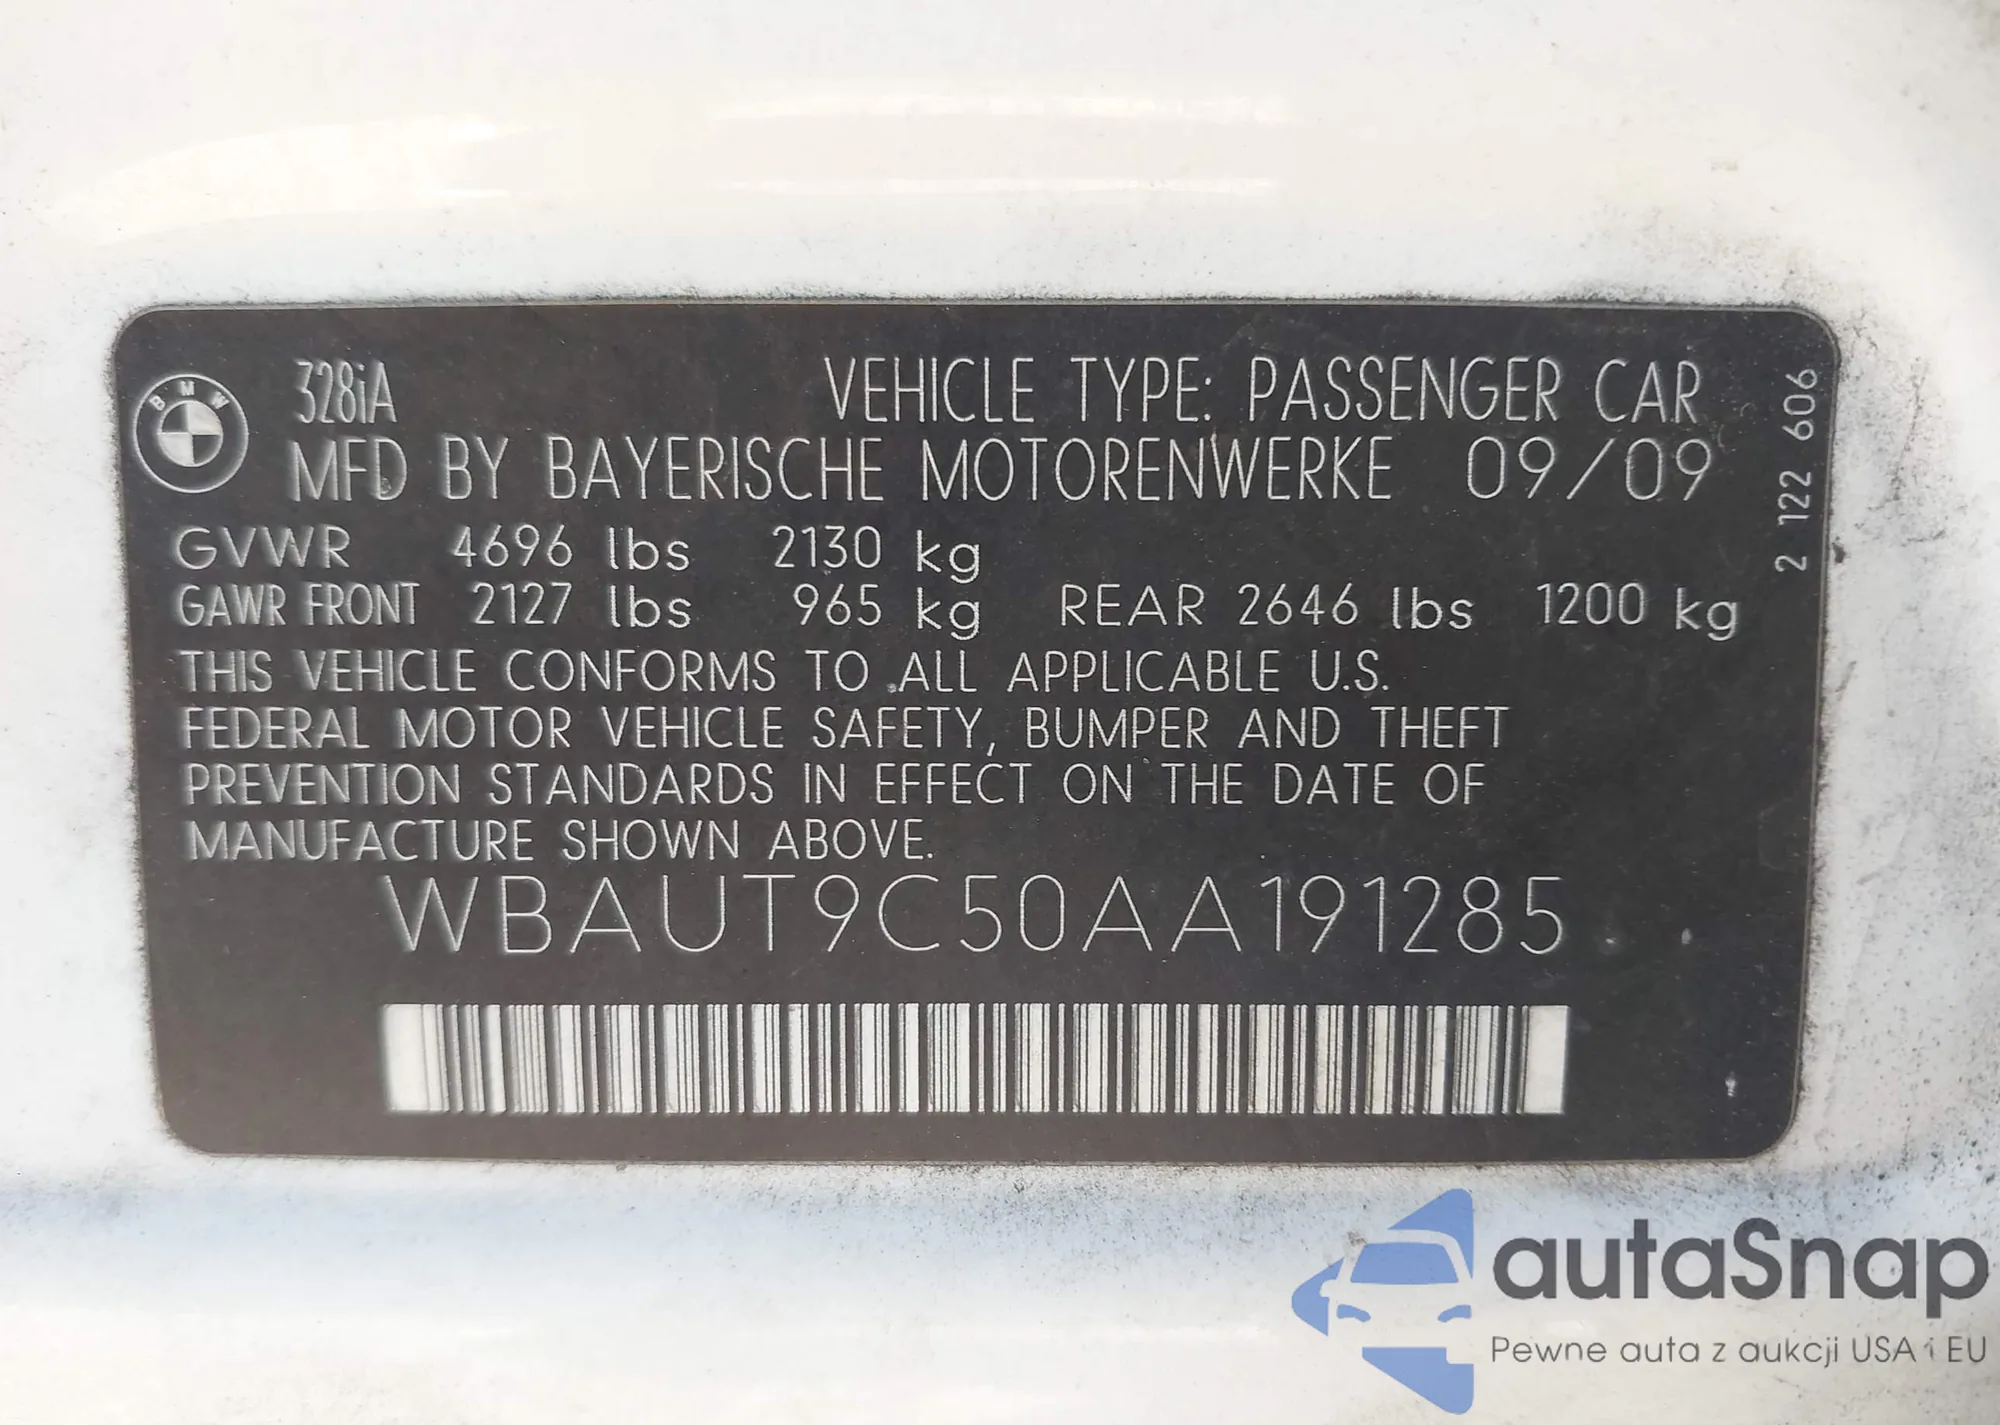 BMW
328iA VEHICLE TYPE: PASSENGER CAR
MFD BY BAYERISCHE MOTORENWERKE 09/09
GVWR 4696 lbs 2130 kg
GAWR FRONT 2127 lbs 965 kg REAR 2646 lbs 1200 kg
THIS VEHICLE CONFORMS TO ALL APPLICABLE U.S.
FEDERAL MOTOR VEHICLE SAFETY, BUMPER AND THEFT
PREVENTION STANDARDS IN EFFECT ON THE DATE OF
MANUFACTURE SHOWN ABOVE.
WBAUT9C50AA191285
2 122 606
autaSnap
Pewne auta z aukcji USA i EU